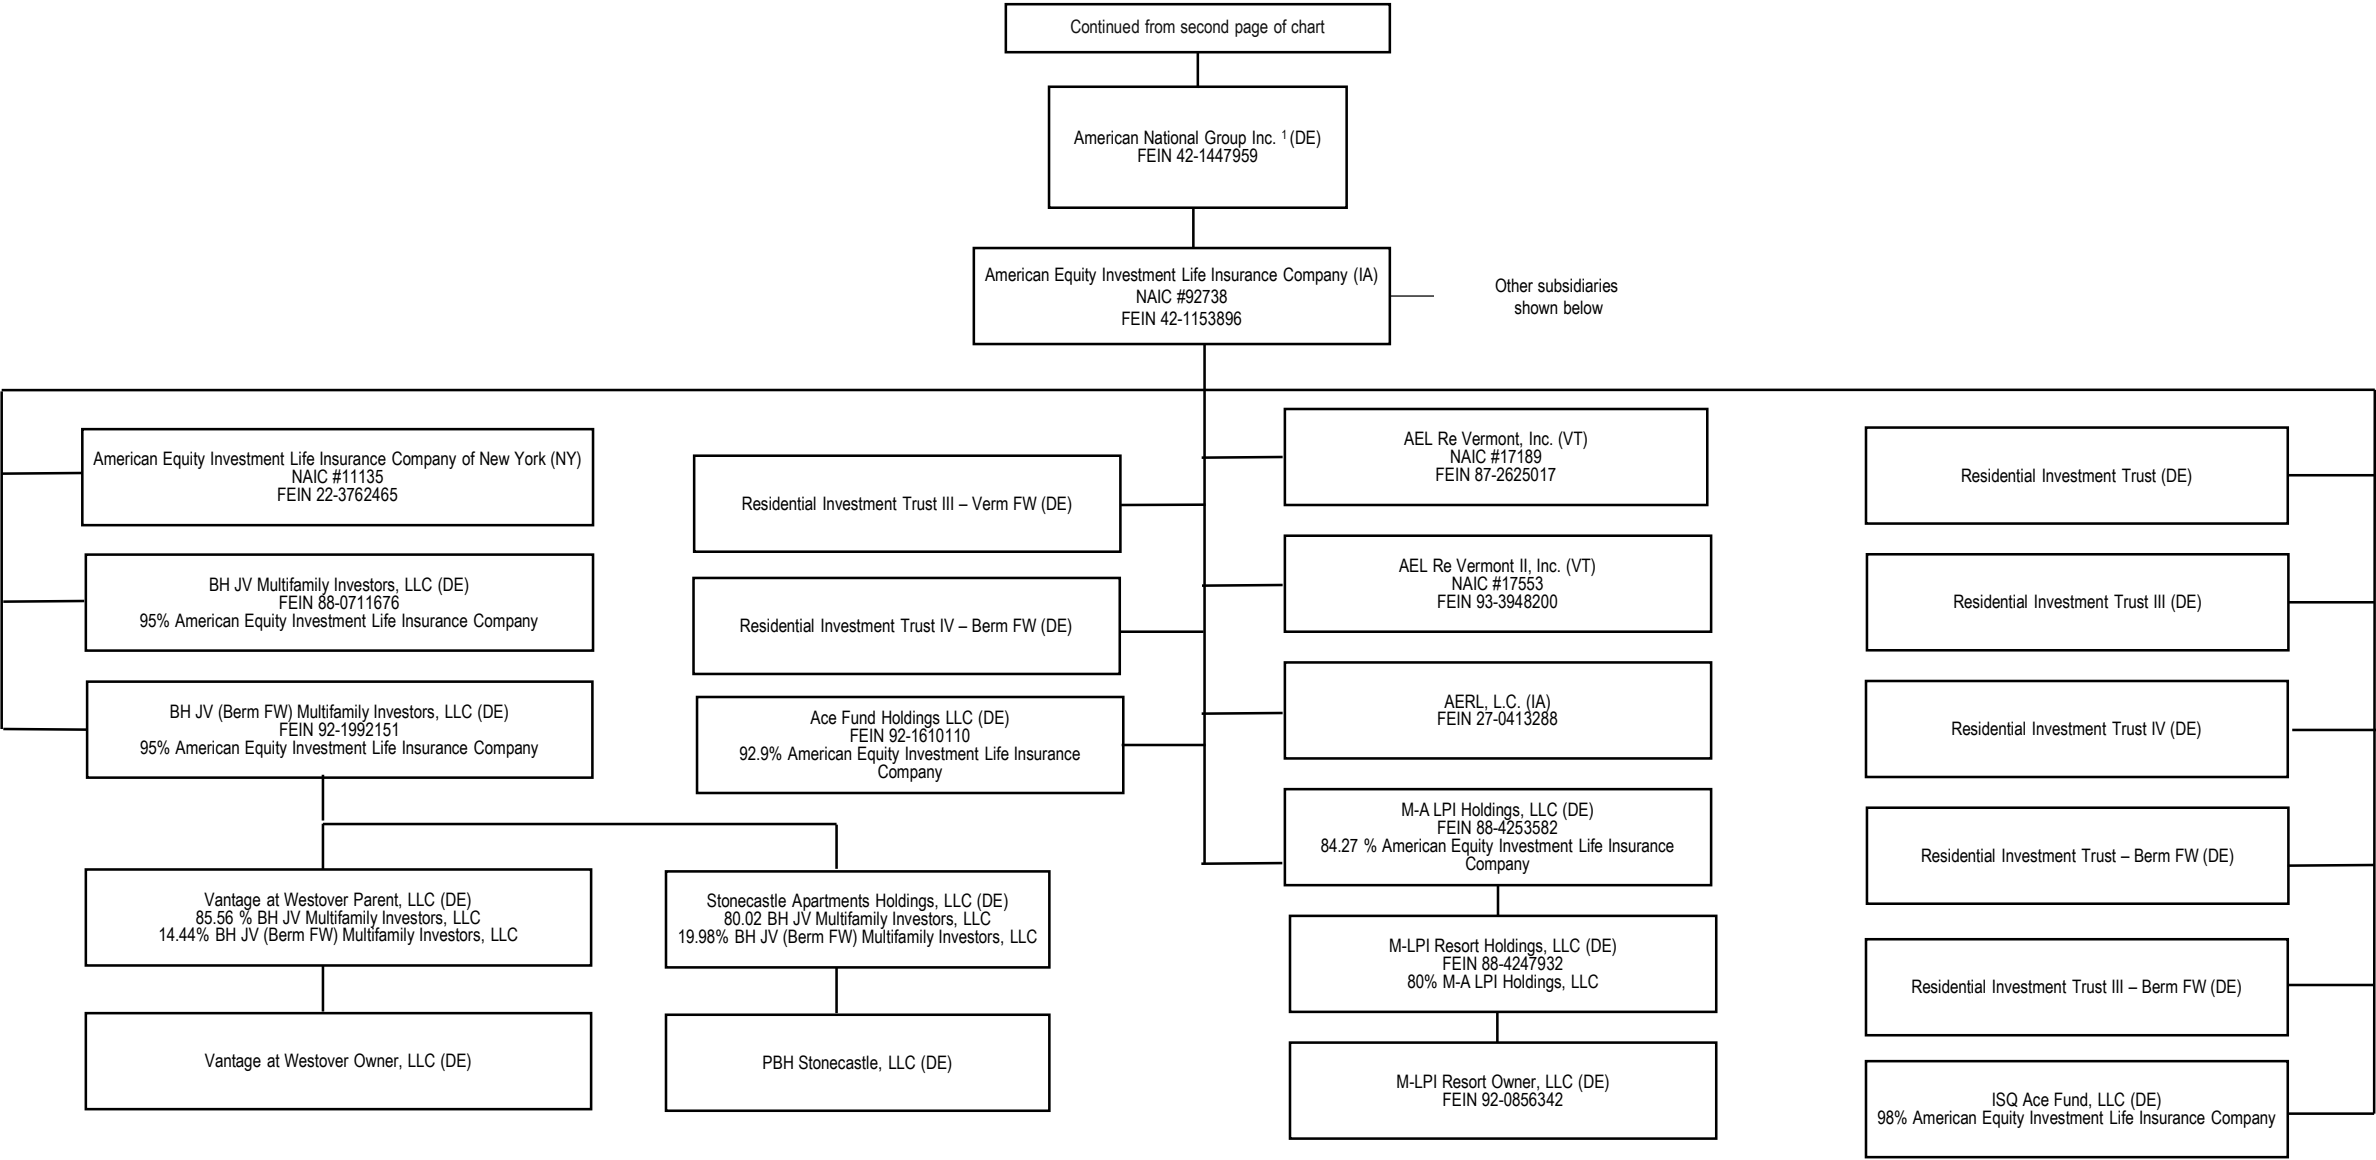 Continued from second page of chart
American National Group Inc. ¹ (DE)
FEIN 42-1447959
American Equity Investment Life Insurance Company (IA)
NAIC #92738
FEIN 42-1153896
Other subsidiaries
shown below
American Equity Investment Life Insurance Company of New York (NY)
NAIC #11135
FEIN 22-3762465
BH JV Multifamily Investors, LLC (DE)
FEIN 88-0711676
95% American Equity Investment Life Insurance Company
BH JV (Berm FW) Multifamily Investors, LLC (DE)
FEIN 92-1992151
95% American Equity Investment Life Insurance Company
Vantage at Westover Parent, LLC (DE)
85.56 % BH JV Multifamily Investors, LLC
14.44% BH JV (Berm FW) Multifamily Investors, LLC
Vantage at Westover Owner, LLC (DE)
Stonecastle Apartments Holdings, LLC (DE)
80.02 BH JV Multifamily Investors, LLC
19.98% BH JV (Berm FW) Multifamily Investors, LLC
PBH Stonecastle, LLC (DE)
Residential Investment Trust III – Verm FW (DE)
Residential Investment Trust IV – Berm FW (DE)
Ace Fund Holdings LLC (DE)
FEIN 92-1610110
92.9% American Equity Investment Life Insurance
Company
AEL Re Vermont, Inc. (VT)
NAIC #17189
FEIN 87-2625017
AEL Re Vermont II, Inc. (VT)
NAIC #17553
FEIN 93-3948200
AERL, L.C. (IA)
FEIN 27-0413288
M-A LPI Holdings, LLC (DE)
FEIN 88-4253582
84.27 % American Equity Investment Life Insurance
Company
M-LPI Resort Holdings, LLC (DE)
FEIN 88-4247932
80% M-A LPI Holdings, LLC
M-LPI Resort Owner, LLC (DE)
FEIN 92-0856342
Residential Investment Trust (DE)
Residential Investment Trust III (DE)
Residential Investment Trust IV (DE)
Residential Investment Trust – Berm FW (DE)
Residential Investment Trust III – Berm FW (DE)
ISQ Ace Fund, LLC (DE)
98% American Equity Investment Life Insurance Company